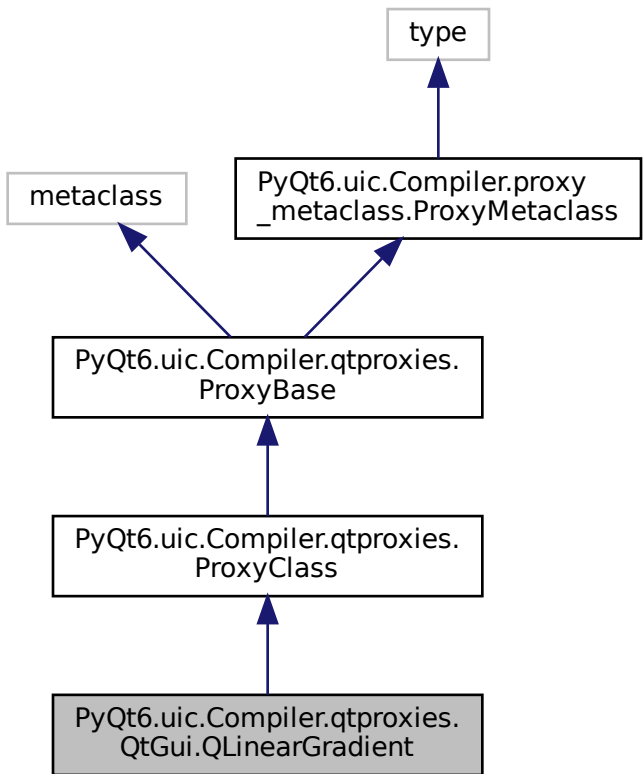 type
PyQt6.uic.Compiler.proxy
_metaclass.ProxyMetaclass
metaclass
PyQt6.uic.Compiler.qtproxies.
ProxyBase
PyQt6.uic.Compiler.qtproxies.
ProxyClass
PyQt6.uic.Compiler.qtproxies.
QtGui.QLinearGradient